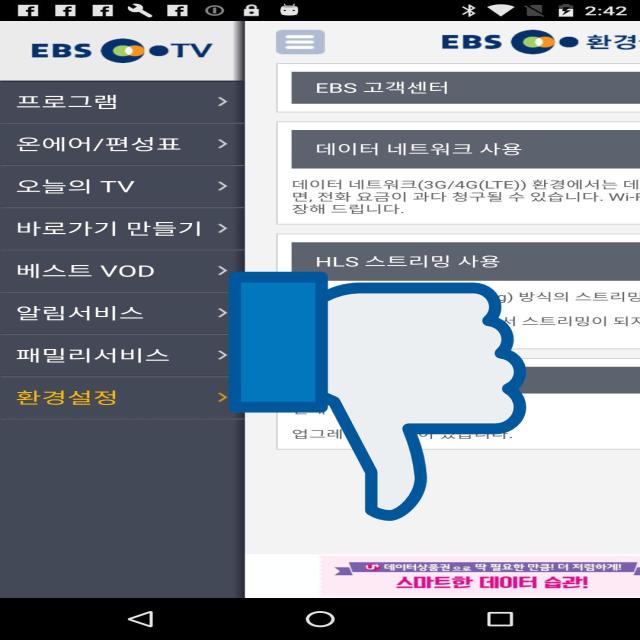 2:42
EBS TV
EBS 환경
프로그램
온에어/편성표
오늘의 TV
바로가기 만들기
베스트 VOD
알림서비스
패밀리서비스
환경설정
EBS 고객센터
데이터 네트워크 사용
데이터 네트워크(3G/4G(LTE)) 환경에서는 데
면, 전화 요금이 과다 청구될 수 있습니다. Wi-F
장해 드립니다.
HLS 스트리밍 사용
g) 방식의 스트리밍
서 스트리밍이 되지
업그레 있습니다.
데이터상품권으로 딱 필요한 만큼! 더 저렴하게!
스마트한 데이터 습관!